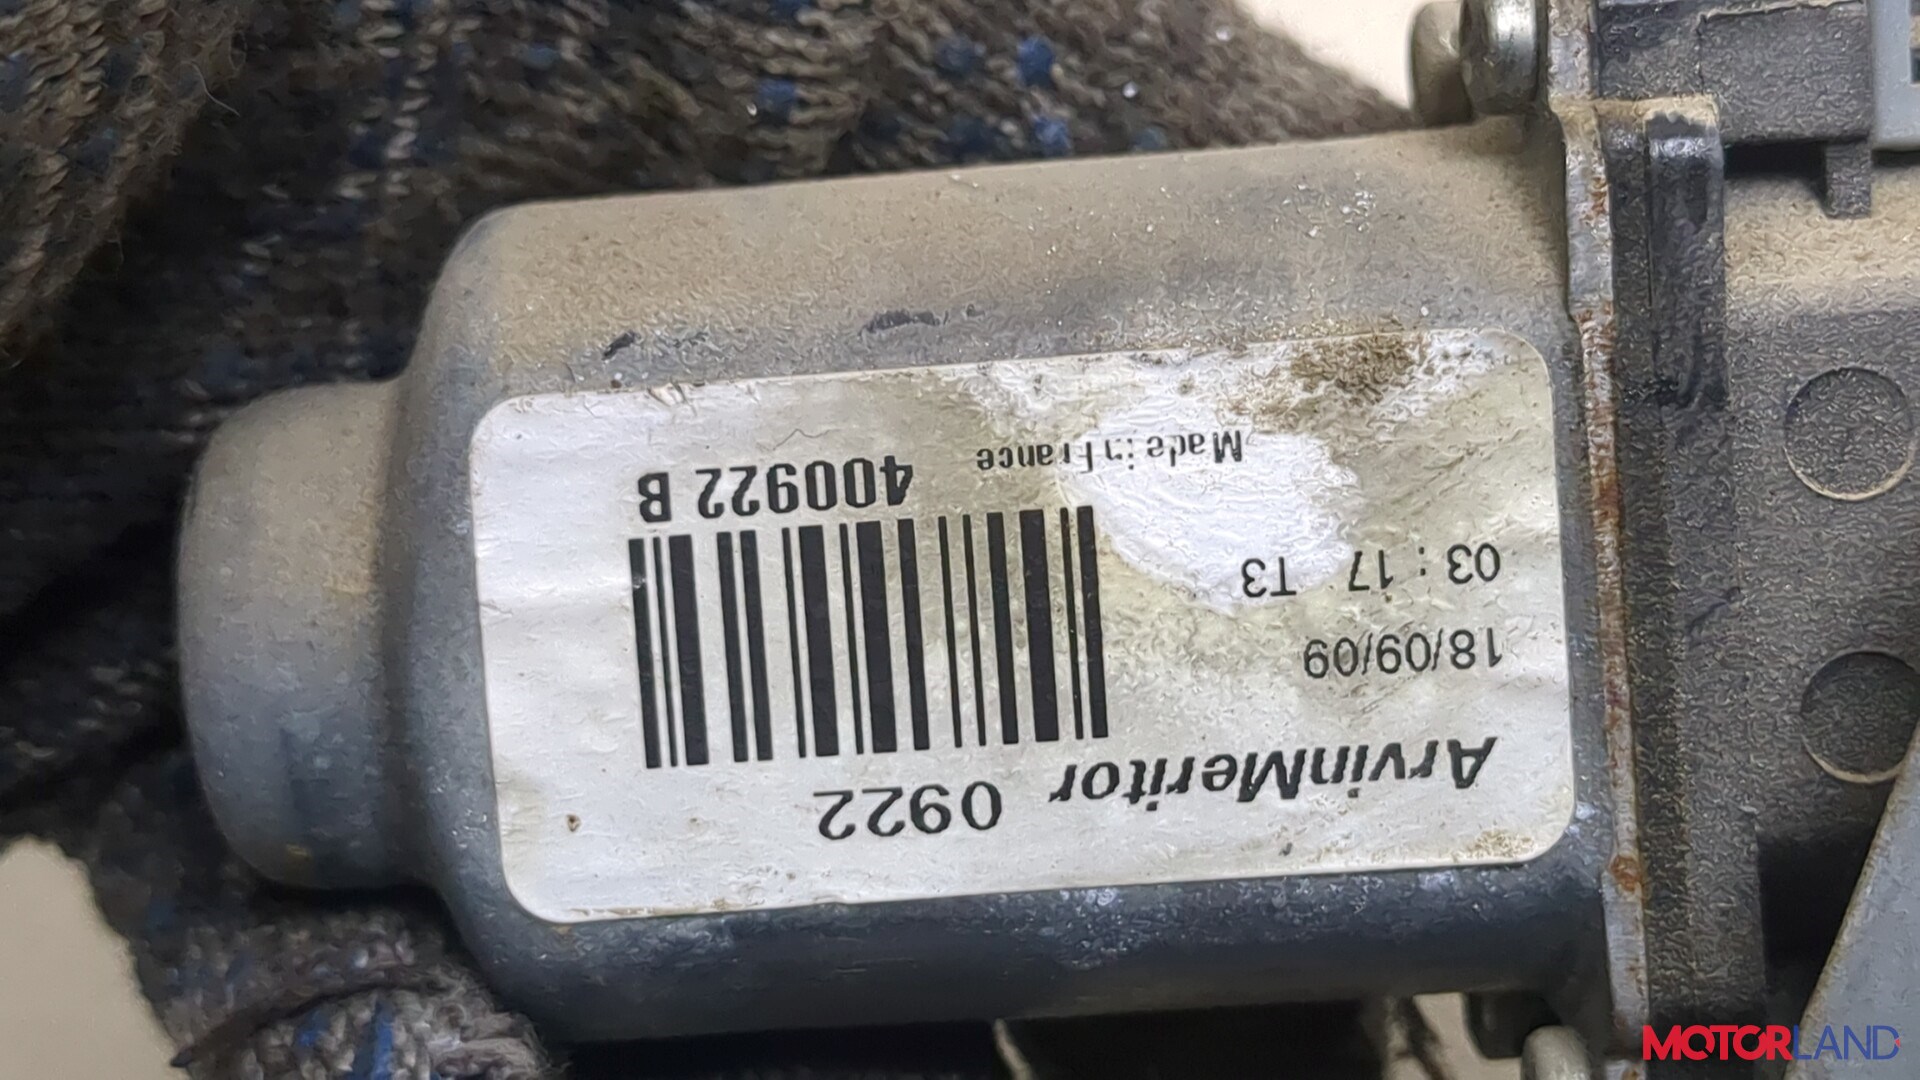 ArvinMeritor 0922
18/09/09
03 : 17 T3
Made in France
400922 B
MOTORLAND